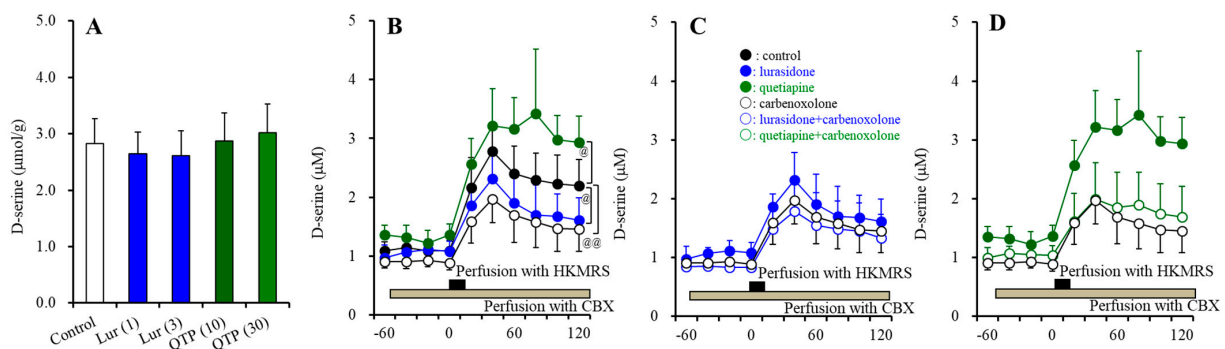 A
D-serine (μmol/g)
5.0
4.0
3.0
2.0
1.0
0.0
Control
Lur (1)
Lur (3)
QTP (10)
QTP (30)
B
D-serine (μM)
5
4
3
2
1
0
@
@
@@
Perfusion with HKMRS
Perfusion with CBX
-60
0
60
120
C
D-serine (μM)
5
4
3
2
1
0
: control
: lurasidone
: quetiapine
: carbenoxolone
: lurasidone+carbenoxolone
: quetiapine+carbenoxolone
Perfusion with HKMRS
Perfusion with CBX
-60
0
60
120
D
D-serine (μM)
5
4
3
2
1
0
Perfusion with HKMRS
Perfusion with CBX
-60
0
60
120